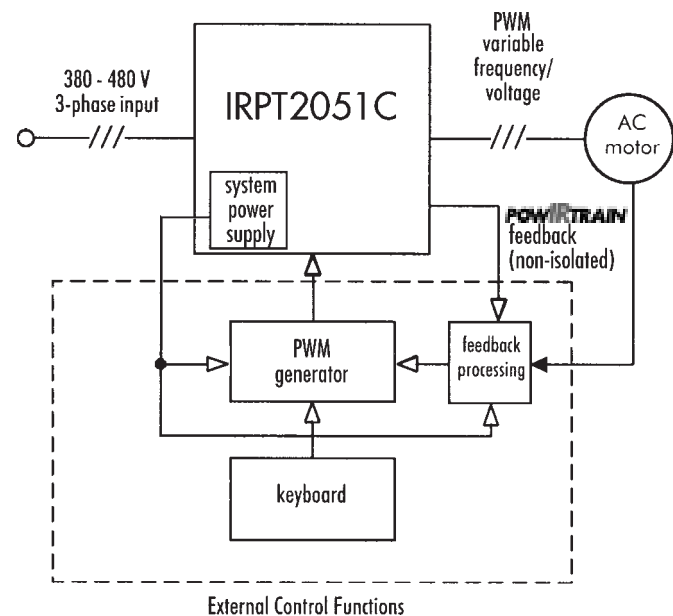 380 - 480 V
3-phase input
IRPT2051C
system
power
supply
PWM
variable
frequency/
voltage
AC
motor
POWIRTRAIN
feedback
(non-isolated)
PWM
generator
feedback
processing
keyboard
External Control Functions